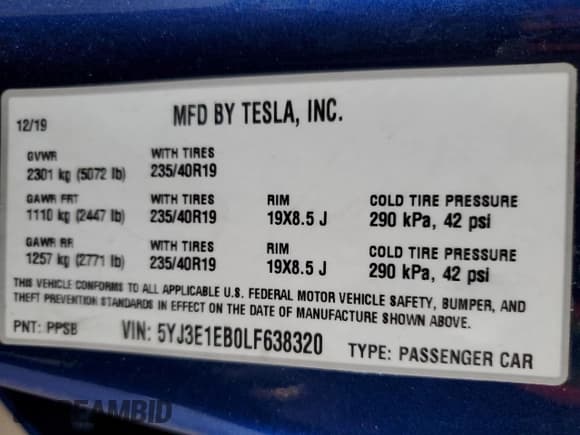 MFD BY TESLA, INC.
12/19
GVWR WITH TIRES
2301 kg (5072 lb) 235/40R19
GAWR FRT WITH TIRES RIM COLD TIRE PRESSURE
1110 kg (2447 lb) 235/40R19 19X8.5 J 290 kPa, 42 psi
GAWR RR WITH TIRES RIM COLD TIRE PRESSURE
1257 kg (2771 lb) 235/40R19 19X8.5 J 290 kPa, 42 psi
THIS VEHICLE CONFORMS TO ALL APPLICABLE U.S. FEDERAL MOTOR VEHICLE SAFETY, BUMPER, AND
THEFT PREVENTION STANDARDS IN EFFECT ON THE DATE OF MANUFACTURE SHOWN ABOVE.
PNT: PPSB VIN: 5YJ3E1EB0LF638320 TYPE: PASSENGER CAR